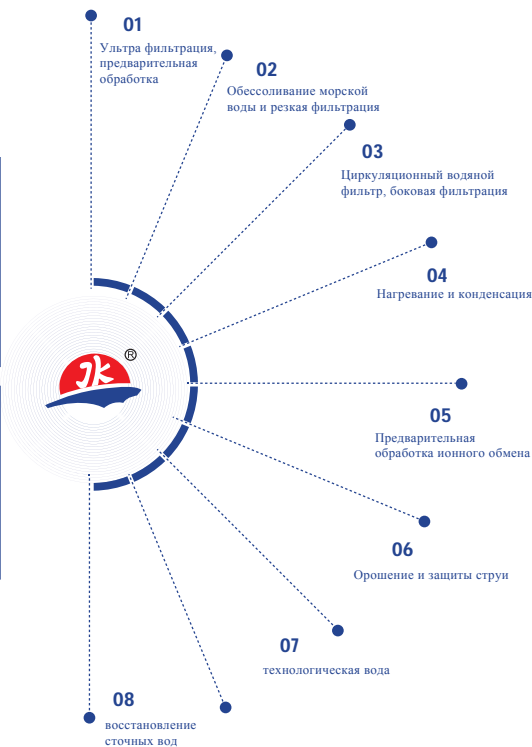 01
Ультра фильтрация,
предварительная
обработка
02
Обессоливание морской
воды и резкая фильтрация
03
Циркуляционный водяной
фильтр, боковая фильтрация
04
Нагревание и конденсация
®
05
Предварительная
обработка ионного обмена
06
Орошение и защиты струи
07
технологическая вода
08
восстановление
сточных вод